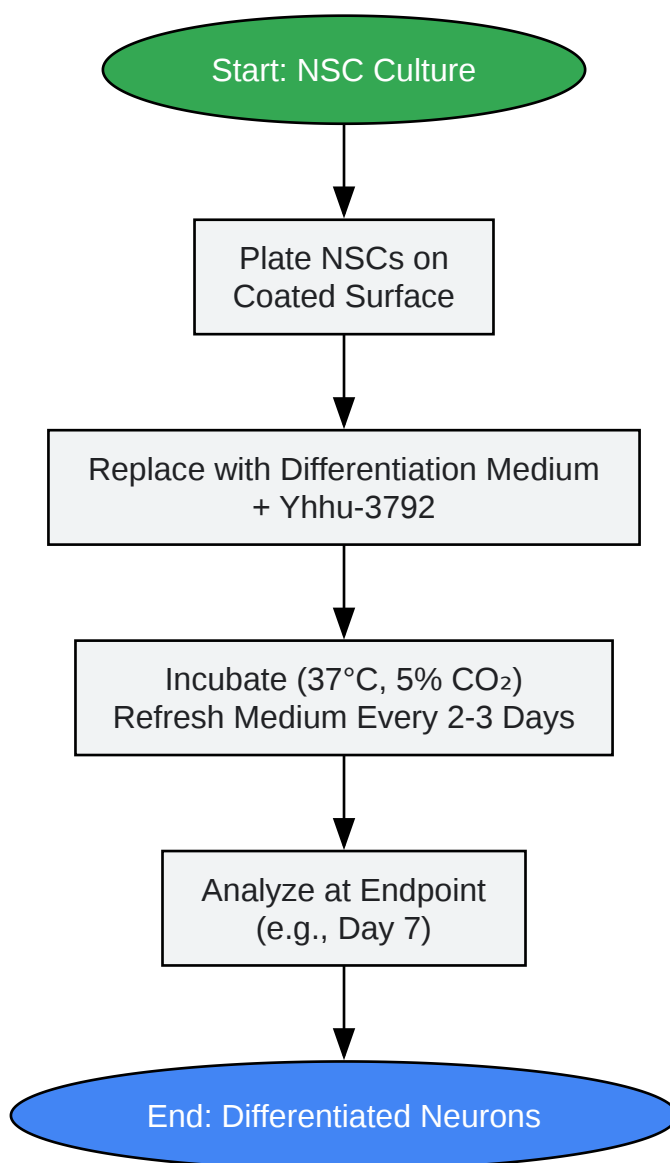 Start: NSC Culture
Plate NSCs on
Coated Surface
Replace with Differentiation Medium
+ Yhhu-3792
Incubate (37°C, 5% CO₂)
Refresh Medium Every 2-3 Days
Analyze at Endpoint
(e.g., Day 7)
End: Differentiated Neurons